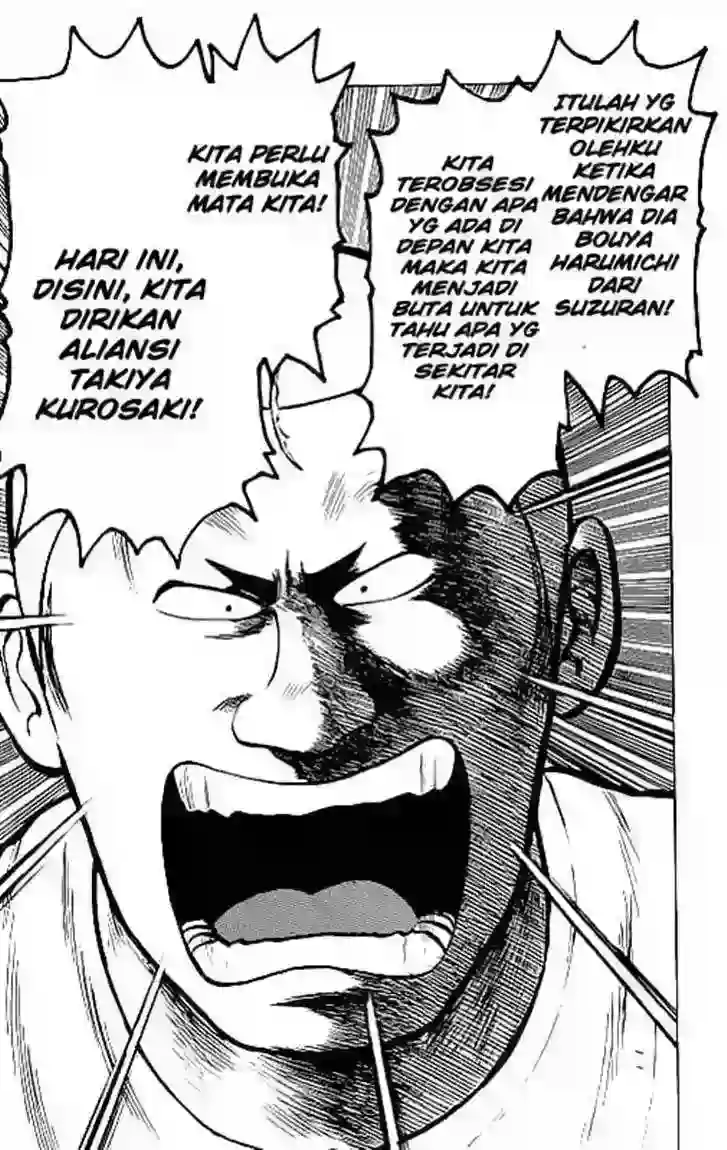 ITULAH YG
TERPIKIRKAN
OLEHKU
KETIKA
MENDENGAR
BAHWA DIA
BOUYA
HARUMICHI
DARI
SUZURAN!
KITA
TEROBSESI
DENGAN APA
YG ADA DI
DEPAN KITA
MAKA KITA
MENJADI
BUTA UNTUK
TAHU APA YG
TERJADI DI
SEKITAR
KITA!
KITA PERLU
MEMBUKA
MATA KITA!
HARI INI,
DISINI, KITA
DIRIKAN
ALIANSI
TAKIYA
KUROSAKI!